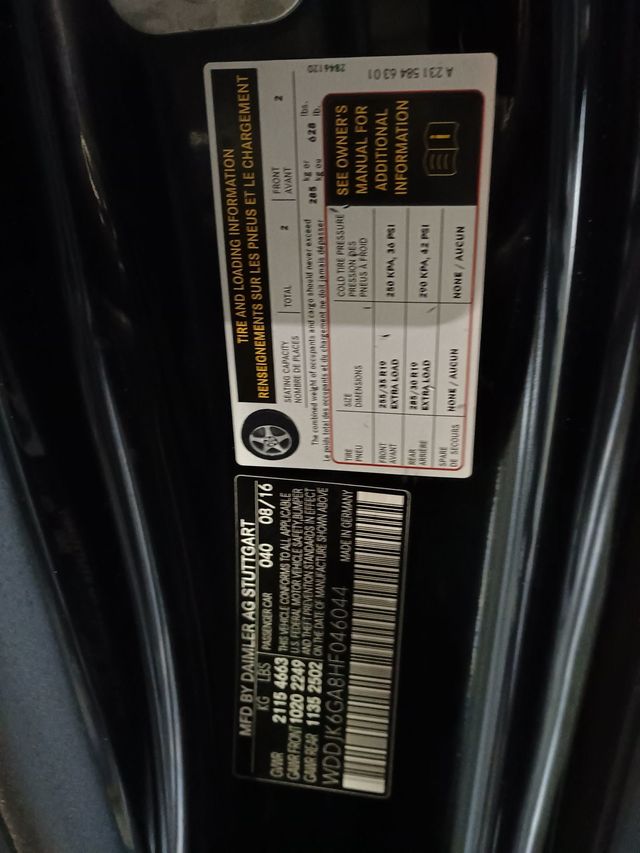 TIRE AND LOADING INFORMATION
RENSEIGNEMENTS SUR LES PNEUS ET LE CHARGEMENT
SEATING CAPACITY
NOMBRE DE PLACES
TOTAL 2
FRONT
AVANT 2
The combined weight of occupants and cargo should never exceed 285 kg or 628 lbs.
Le poids total des occupants et du chargement ne doit jamais dépasser kg ou lb.
TIRE
PNEU
SIZE
DIMENSIONS
COLD TIRE PRESSURE
PRESSION DES
PNEUS À FROID
FRONT
AVANT
255/35 R19
EXTRA LOAD
250 KPA, 36 PSI
REAR
ARRIÈRE
285/30 R19
EXTRA LOAD
290 KPA, 42 PSI
SPARE
DE SECOURS
NONE / AUCUN
NONE / AUCUN
SEE OWNER'S
MANUAL FOR
ADDITIONAL
INFORMATION
i
2846120
A 231 584 63 01
MFD BY DAIMLER AG STUTTGART
KG LBS PASSENGER CAR 040 08/16
GVWR 2115 4663
GAWR FRONT 1020 2249
GAWR REAR 1135 2502
THIS VEHICLE CONFORMS TO ALL APPLICABLE
U.S. FEDERAL MOTOR VEHICLE SAFETY, BUMPER
AND THEFT PREVENTION STANDARDS IN EFFECT
ON THE DATE OF MANUFACTURE SHOWN ABOVE
WDDJK6GA8HF046044
MADE IN GERMANY